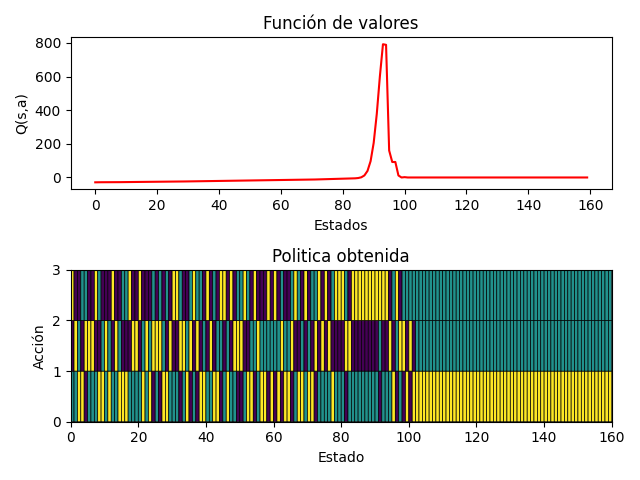 Función de valores
800
600
400
200
0
Q(s,a)
0 20 40 60 80 100 120 140 160
Estados
Politica obtenida
3
2
1
0
Acción
0 20 40 60 80 100 120 140 160
Estado